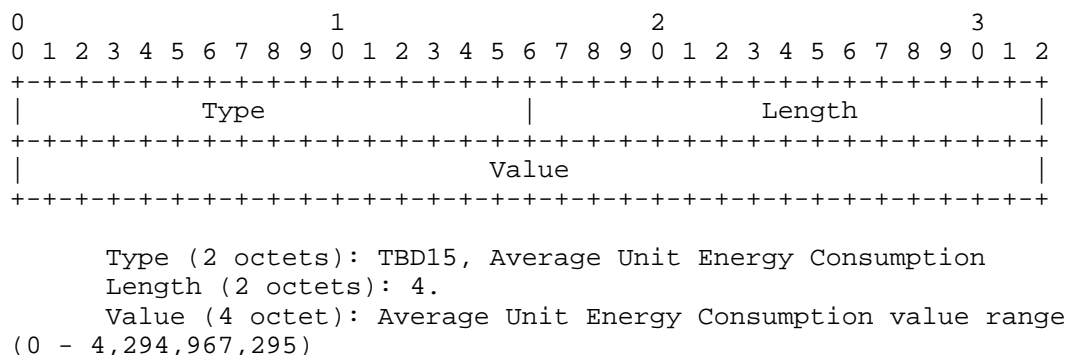 0                   1                   2                   3
0 1 2 3 4 5 6 7 8 9 0 1 2 3 4 5 6 7 8 9 0 1 2 3 4 5 6 7 8 9 0 1 2
+-+-+-+-+-+-+-+-+-+-+-+-+-+-+-+-+-+-+-+-+-+-+-+-+-+-+-+-+-+-+-+-+
|           Type                |              Length           |
+-+-+-+-+-+-+-+-+-+-+-+-+-+-+-+-+-+-+-+-+-+-+-+-+-+-+-+-+-+-+-+-+
|                             Value                             |
+-+-+-+-+-+-+-+-+-+-+-+-+-+-+-+-+-+-+-+-+-+-+-+-+-+-+-+-+-+-+-+-+
Type (2 octets): TBD15, Average Unit Energy Consumption
Length (2 octets): 4.
Value (4 octet): Average Unit Energy Consumption value range
(0 - 4,294,967,295)